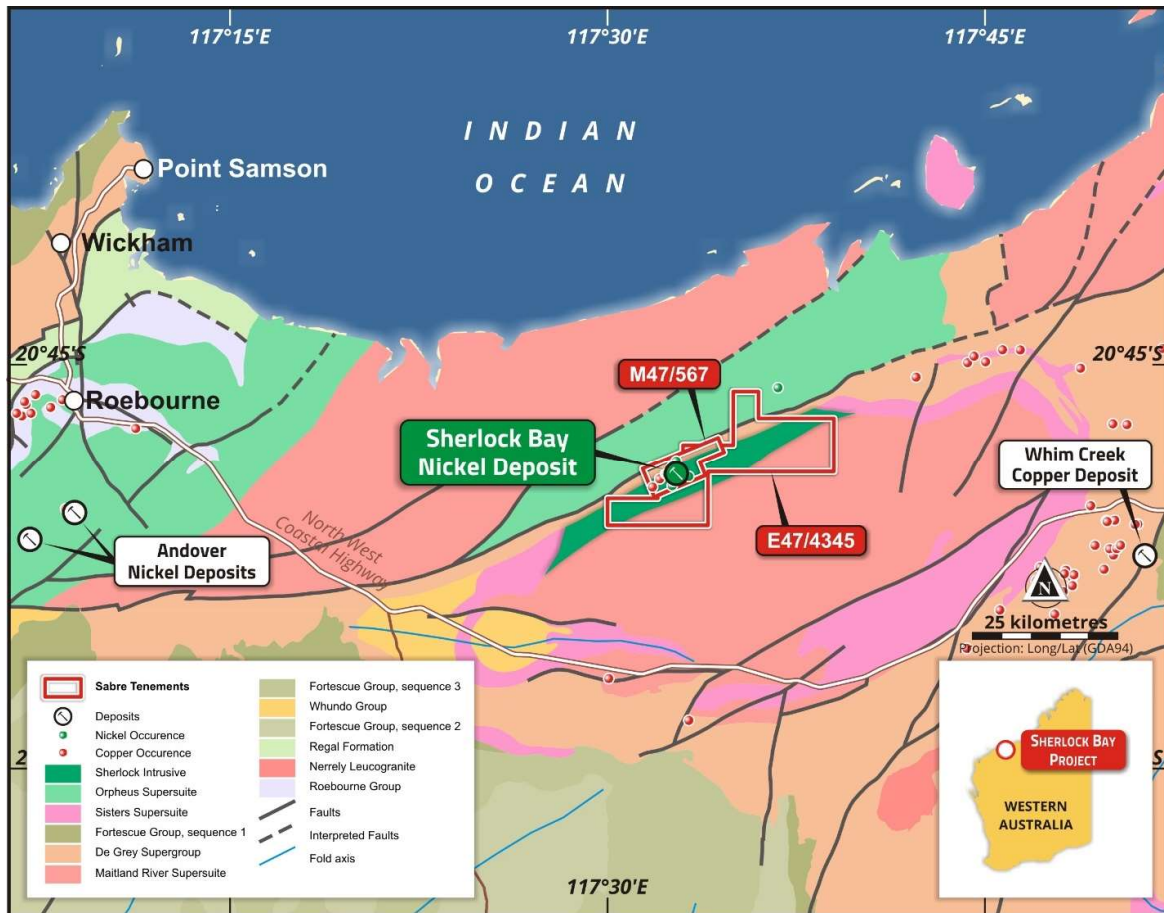 117°15'E
117°30'E
117°45'E
INDIAN
OCEAN
Point Samson
Wickham
20°45'S
20°45'S
M47/567
Roebourne
Sherlock Bay
Nickel Deposit
Whim Creek
Copper Deposit
E47/4345
North West
Coastal Highway
Andover
Nickel Deposits
N
25 kilometres
Projection: Long/Lat (GDA94)
Sabre Tenements
Deposits
Nickel Occurence
Copper Occurence
Sherlock Intrusive
Orpheus Supersuite
Sisters Supersuite
Fortescue Group, sequence 1
De Grey Supergroup
Maitland River Supersuite
Fortescue Group, sequence 3
Whundo Group
Fortescue Group, sequence 2
Regal Formation
Nerrely Leucogranite
Roebourne Group
Faults
Interpreted Faults
Fold axis
2
S
SHERLOCK BAY
PROJECT
WESTERN
AUSTRALIA
117°30'E